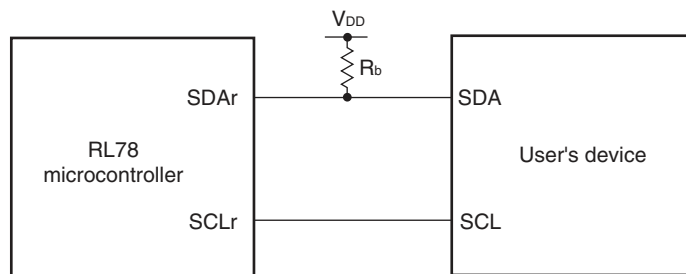 VDD
Rb
SDAr
SDA
RL78
microcontroller
User's device
SCLr
SCL